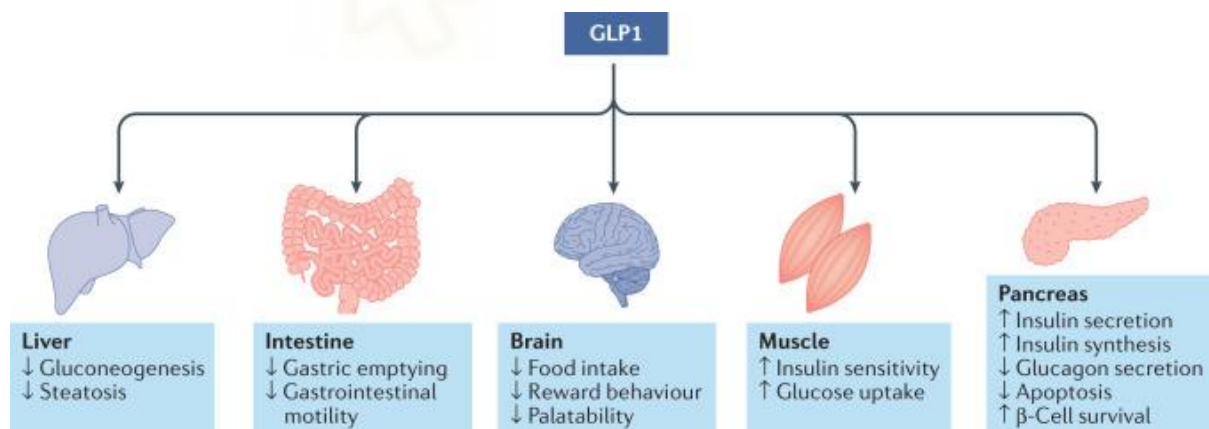 GLP1
Liver
↓ Gluconeogenesis
↓ Steatosis
Intestine
↓ Gastric emptying
↓ Gastrointestinal
motility
Brain
↓ Food intake
↓ Reward behaviour
↓ Palatability
Muscle
↑ Insulin sensitivity
↑ Glucose uptake
Pancreas
↑ Insulin secretion
↑ Insulin synthesis
↓ Glucagon secretion
↓ Apoptosis
↑ β-Cell survival